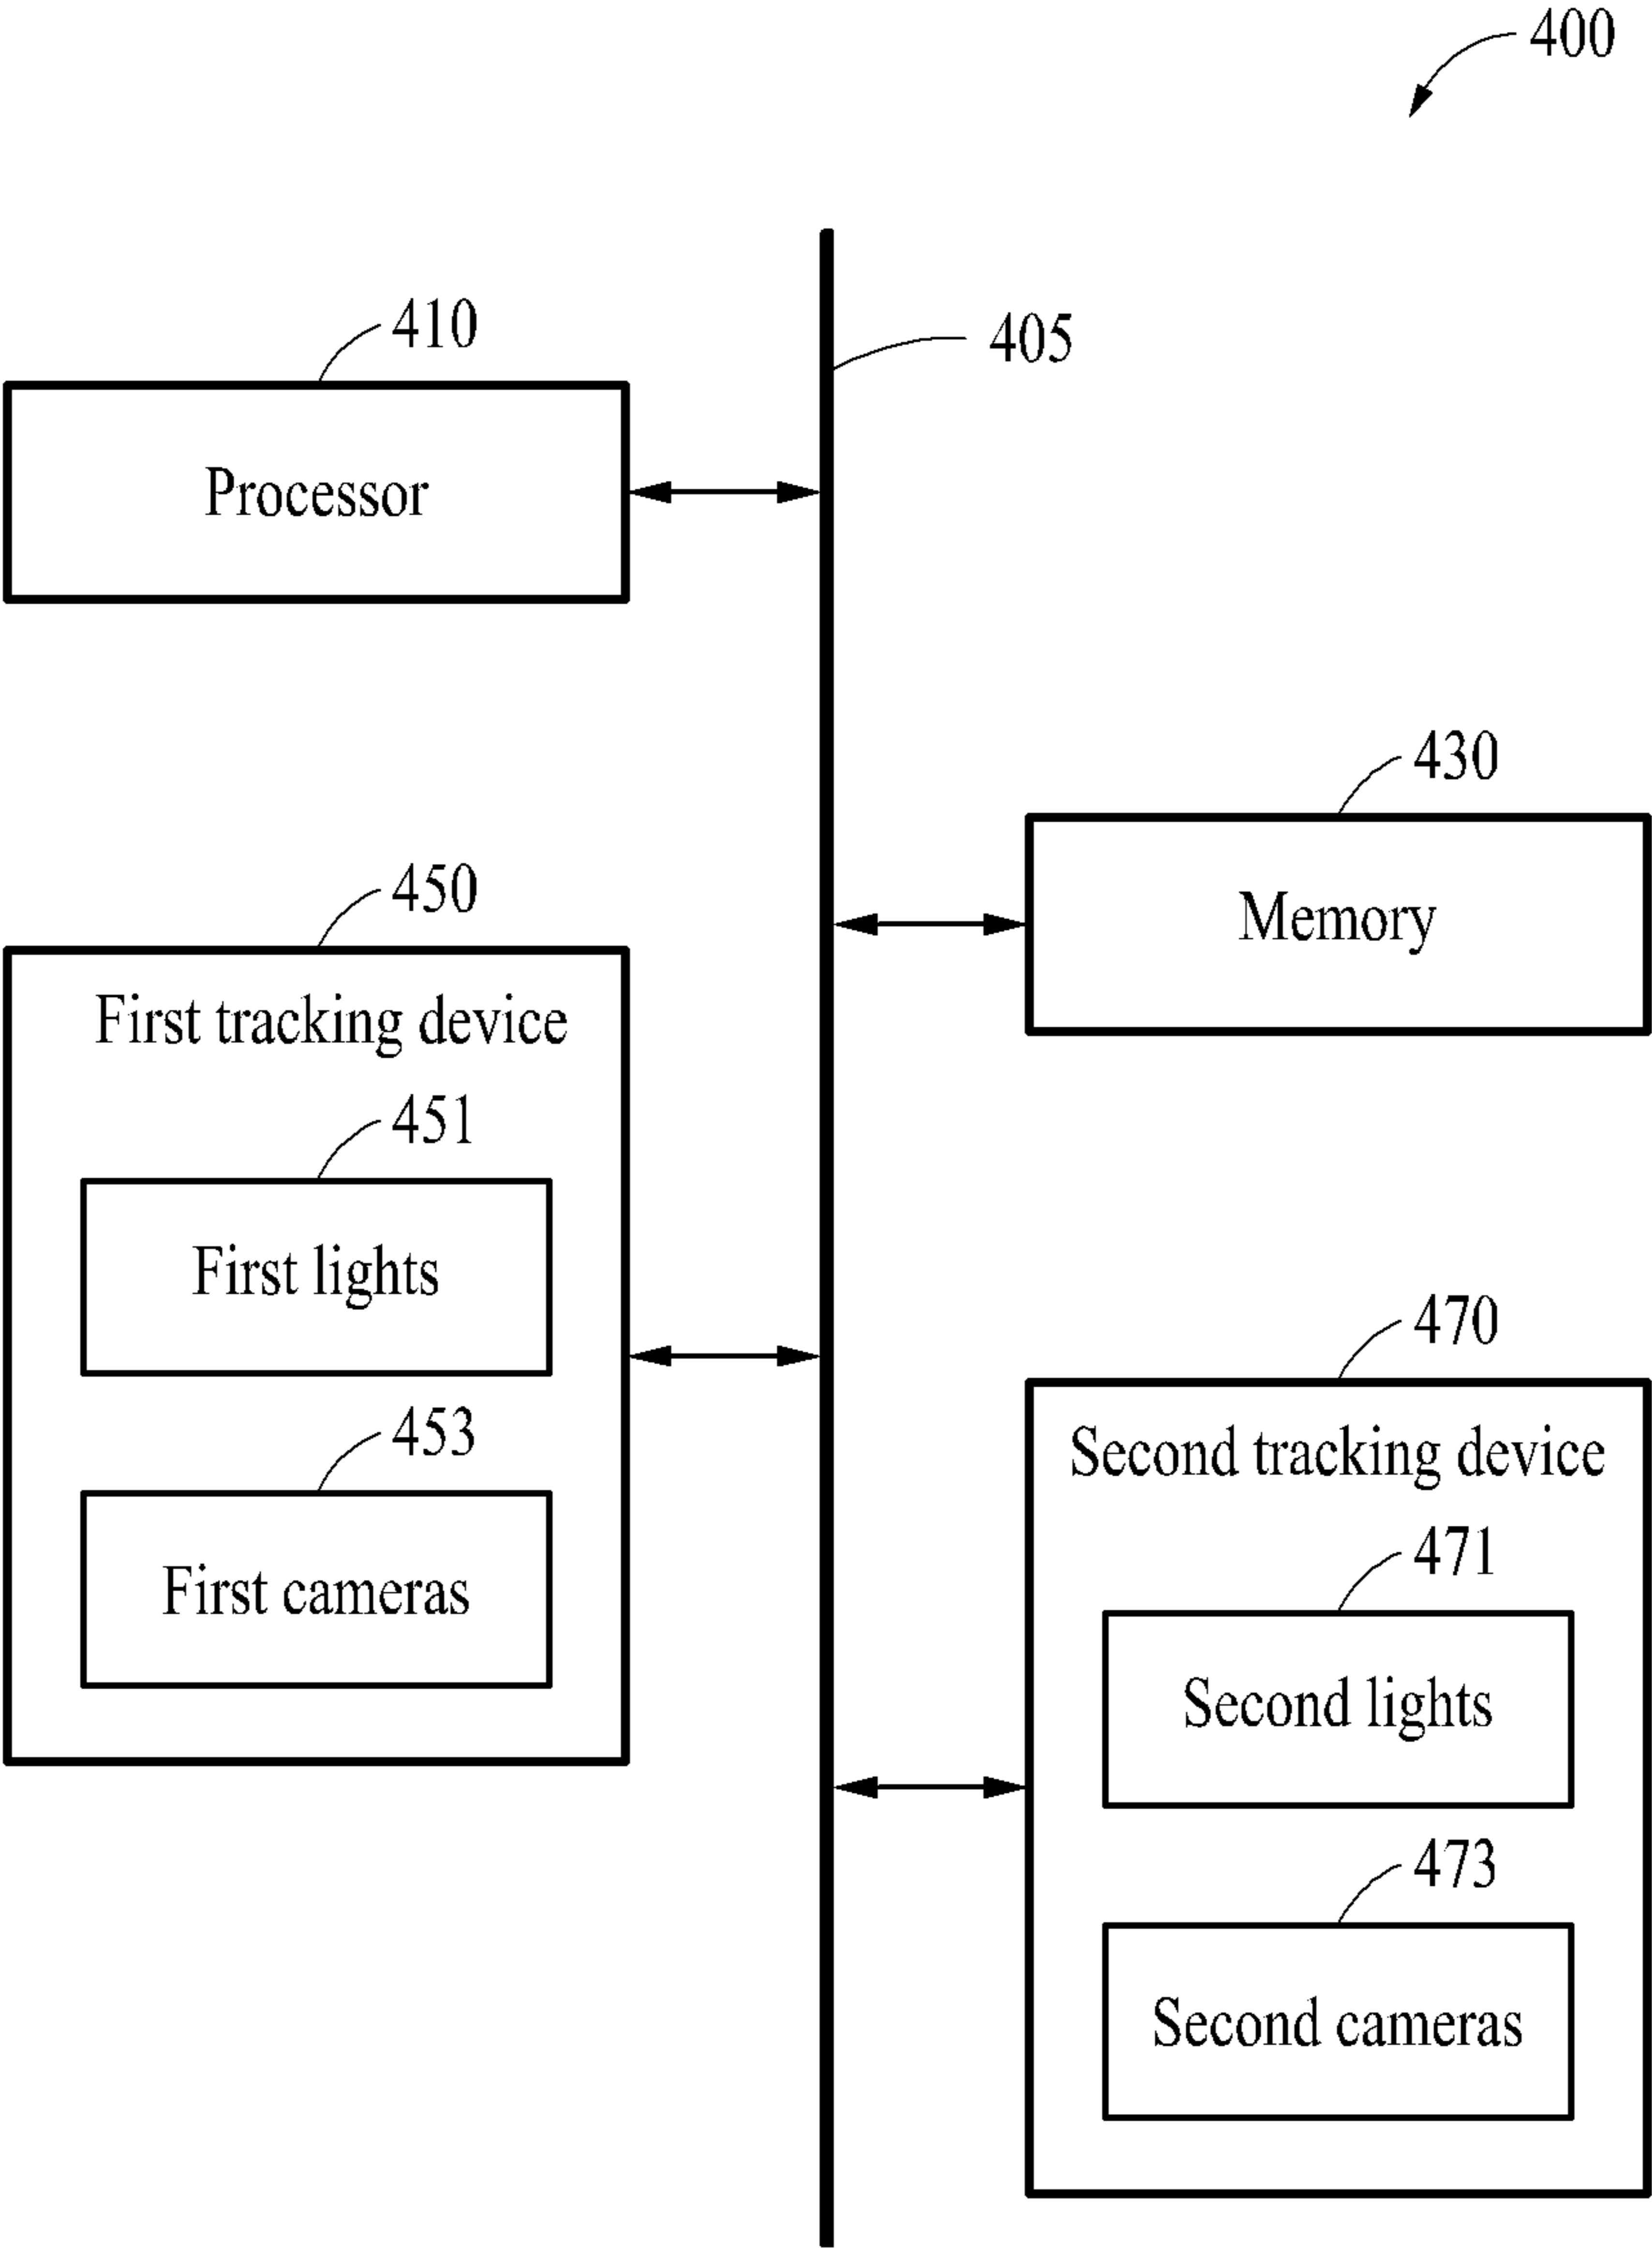 400
410
405
Processor
430
Memory
450
First tracking device
451
First lights
453
First cameras
470
Second tracking device
471
Second lights
473
Second cameras